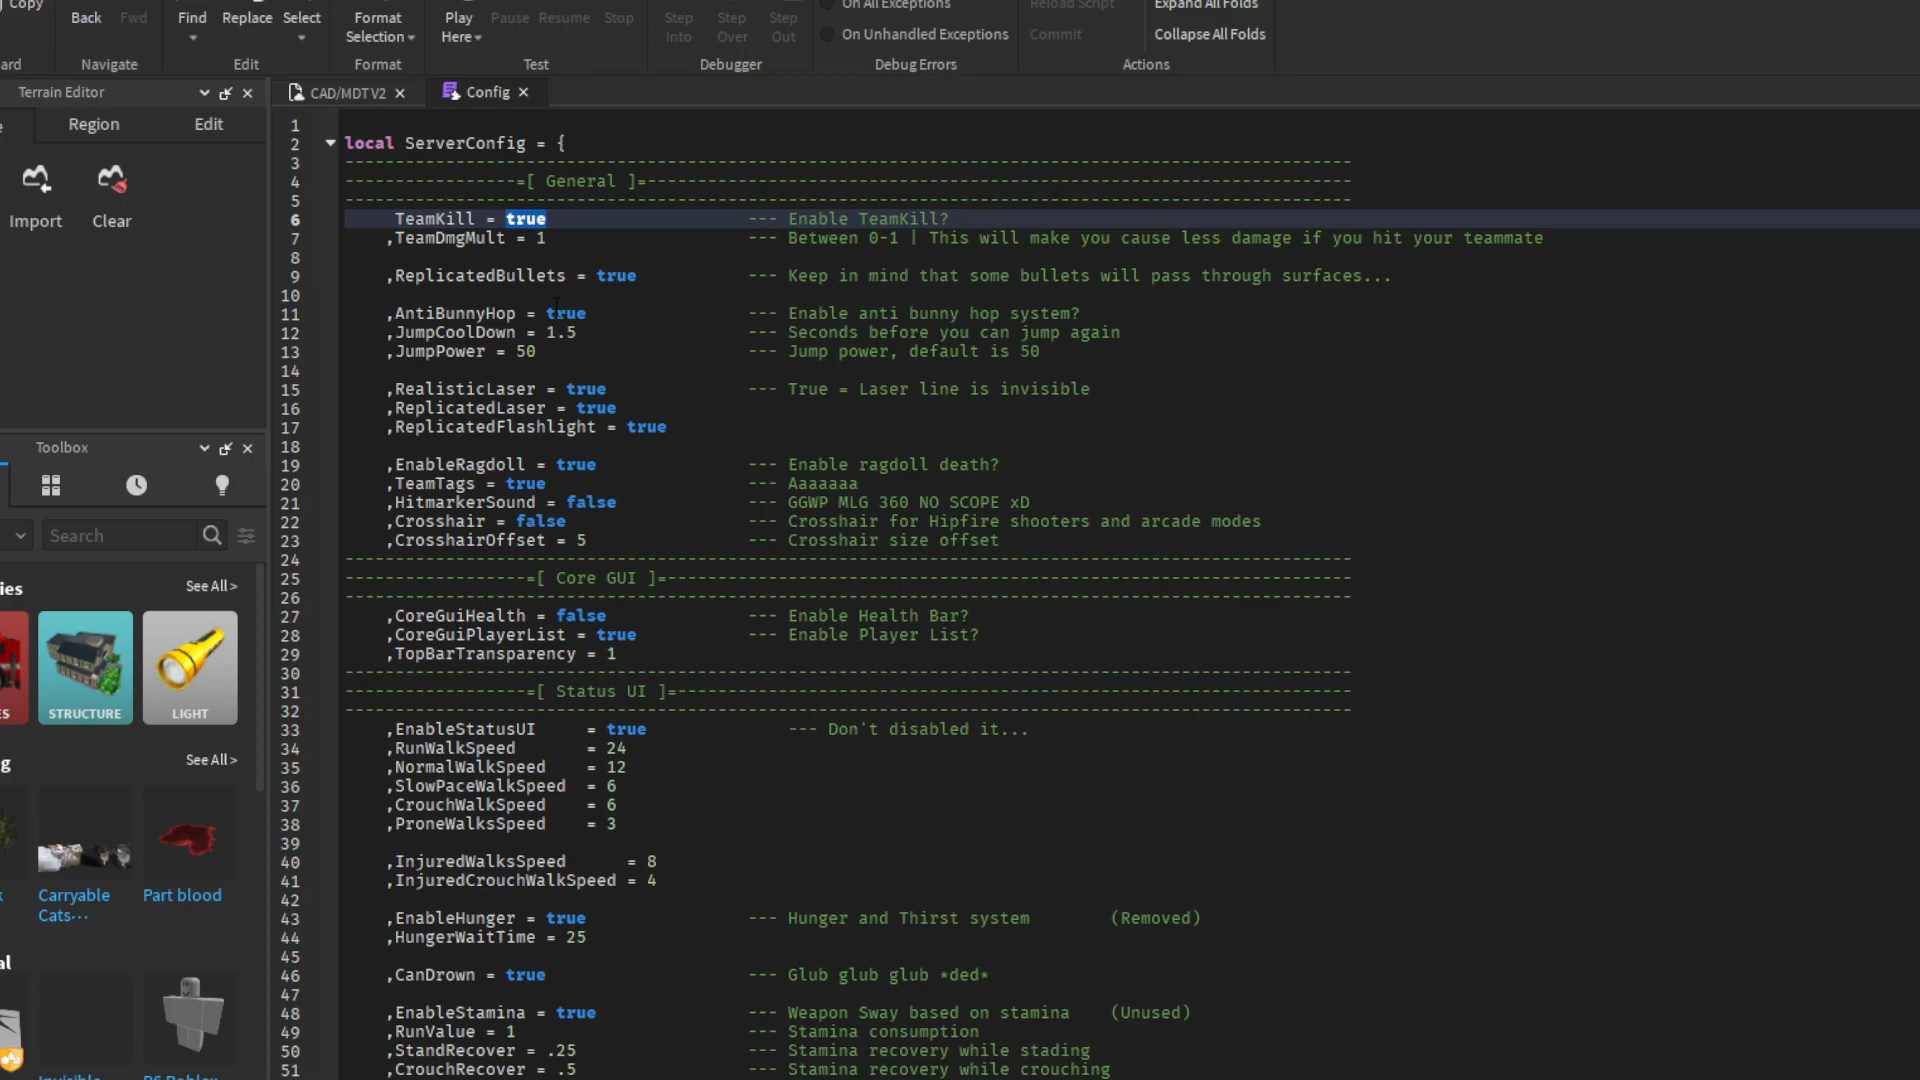 Copy
Back Fwd
Find Replace Select
Format Selection
Play Here Pause Resume Stop
Step Into Step Over Step Out
On All Exceptions
On Unhandled Exceptions
Reload Script
Commit
Expand All Folds
Collapse All Folds
Navigate Edit Format Test Debugger Debug Errors Actions
Terrain Editor
Region Edit
Import Clear
Toolbox
Search
See All >
STRUCTURE LIGHT
See All >
Carryable Cats...
Part blood
CAD/MDT V2
Config
1
2 local ServerConfig = {
3 ----------------------------------------------------------------------------------------------------
4 -----------------=[ General ]=----------------------------------------------------------------------
5 ----------------------------------------------------------------------------------------------------
6 TeamKill = true --- Enable TeamKill?
7 ,TeamDmgMult = 1 --- Between 0-1 | This will make you cause less damage if you hit your teammate
8
9 ,ReplicatedBullets = true --- Keep in mind that some bullets will pass through surfaces...
10
11 ,AntiBunnyHop = true --- Enable anti bunny hop system?
12 ,JumpCoolDown = 1.5 --- Seconds before you can jump again
13 ,JumpPower = 50 --- Jump power, default is 50
14
15 ,RealisticLaser = true --- True = Laser line is invisible
16 ,ReplicatedLaser = true
17 ,ReplicatedFlashlight = true
18
19 ,EnableRagdoll = true --- Enable ragdoll death?
20 ,TeamTags = true --- Aaaaaaa
21 ,HitmarkerSound = false --- GGWP MLG 360 NO SCOPE xD
22 ,Crosshair = false --- Crosshair for Hipfire shooters and arcade modes
23 ,CrosshairOffset = 5 --- Crosshair size offset
24 ----------------------------------------------------------------------------------------------------
25 ------------------=[ Core GUI ]=--------------------------------------------------------------------
26 ----------------------------------------------------------------------------------------------------
27 ,CoreGuiHealth = false --- Enable Health Bar?
28 ,CoreGuiPlayerList = true --- Enable Player List?
29 ,TopBarTransparency = 1
30 ----------------------------------------------------------------------------------------------------
31 ------------------=[ Status UI ]=-------------------------------------------------------------------
32 ----------------------------------------------------------------------------------------------------
33 ,EnableStatusUI = true --- Don't disabled it...
34 ,RunWalkSpeed = 24
35 ,NormalWalkSpeed = 12
36 ,SlowPaceWalkSpeed = 6
37 ,CrouchWalkSpeed = 6
38 ,ProneWalksSpeed = 3
39
40 ,InjuredWalksSpeed = 8
41 ,InjuredCrouchWalkSpeed = 4
42
43 ,EnableHunger = true --- Hunger and Thirst system (Removed)
44 ,HungerWaitTime = 25
45
46 ,CanDrown = true --- Glub glub glub *ded*
47
48 ,EnableStamina = true --- Weapon Sway based on stamina (Unused)
49 ,RunValue = 1 --- Stamina consumption
50 ,StandRecover = .25 --- Stamina recovery while stading
51 ,CrouchRecover = .5 --- Stamina recovery while crouching